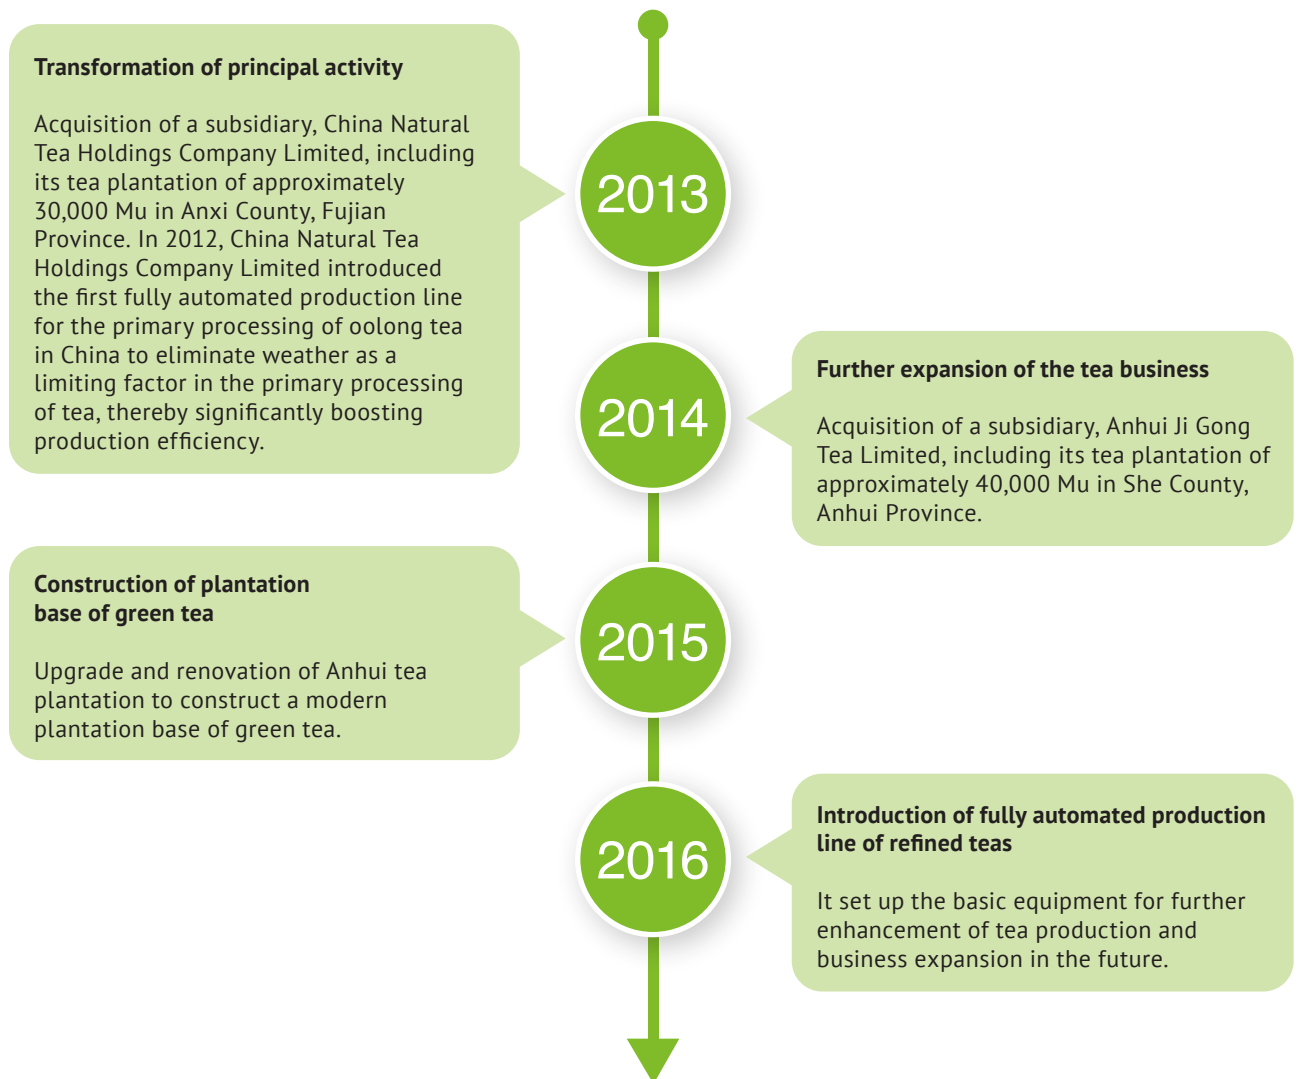 Transformation of principal activity
Acquisition of a subsidiary, China Natural
Tea Holdings Company Limited, including
its tea plantation of approximately
30,000 Mu in Anxi County, Fujian
Province. In 2012, China Natural Tea
Holdings Company Limited introduced
the first fully automated production line
for the primary processing of oolong tea
in China to eliminate weather as a
limiting factor in the primary processing
of tea, thereby significantly boosting
production efficiency.
2013
2014
Further expansion of the tea business
Acquisition of a subsidiary, Anhui Ji Gong
Tea Limited, including its tea plantation of
approximately 40,000 Mu in She County,
Anhui Province.
Construction of plantation
base of green tea
Upgrade and renovation of Anhui tea
plantation to construct a modern
plantation base of green tea.
2015
2016
Introduction of fully automated production
line of refined teas
It set up the basic equipment for further
enhancement of tea production and
business expansion in the future.